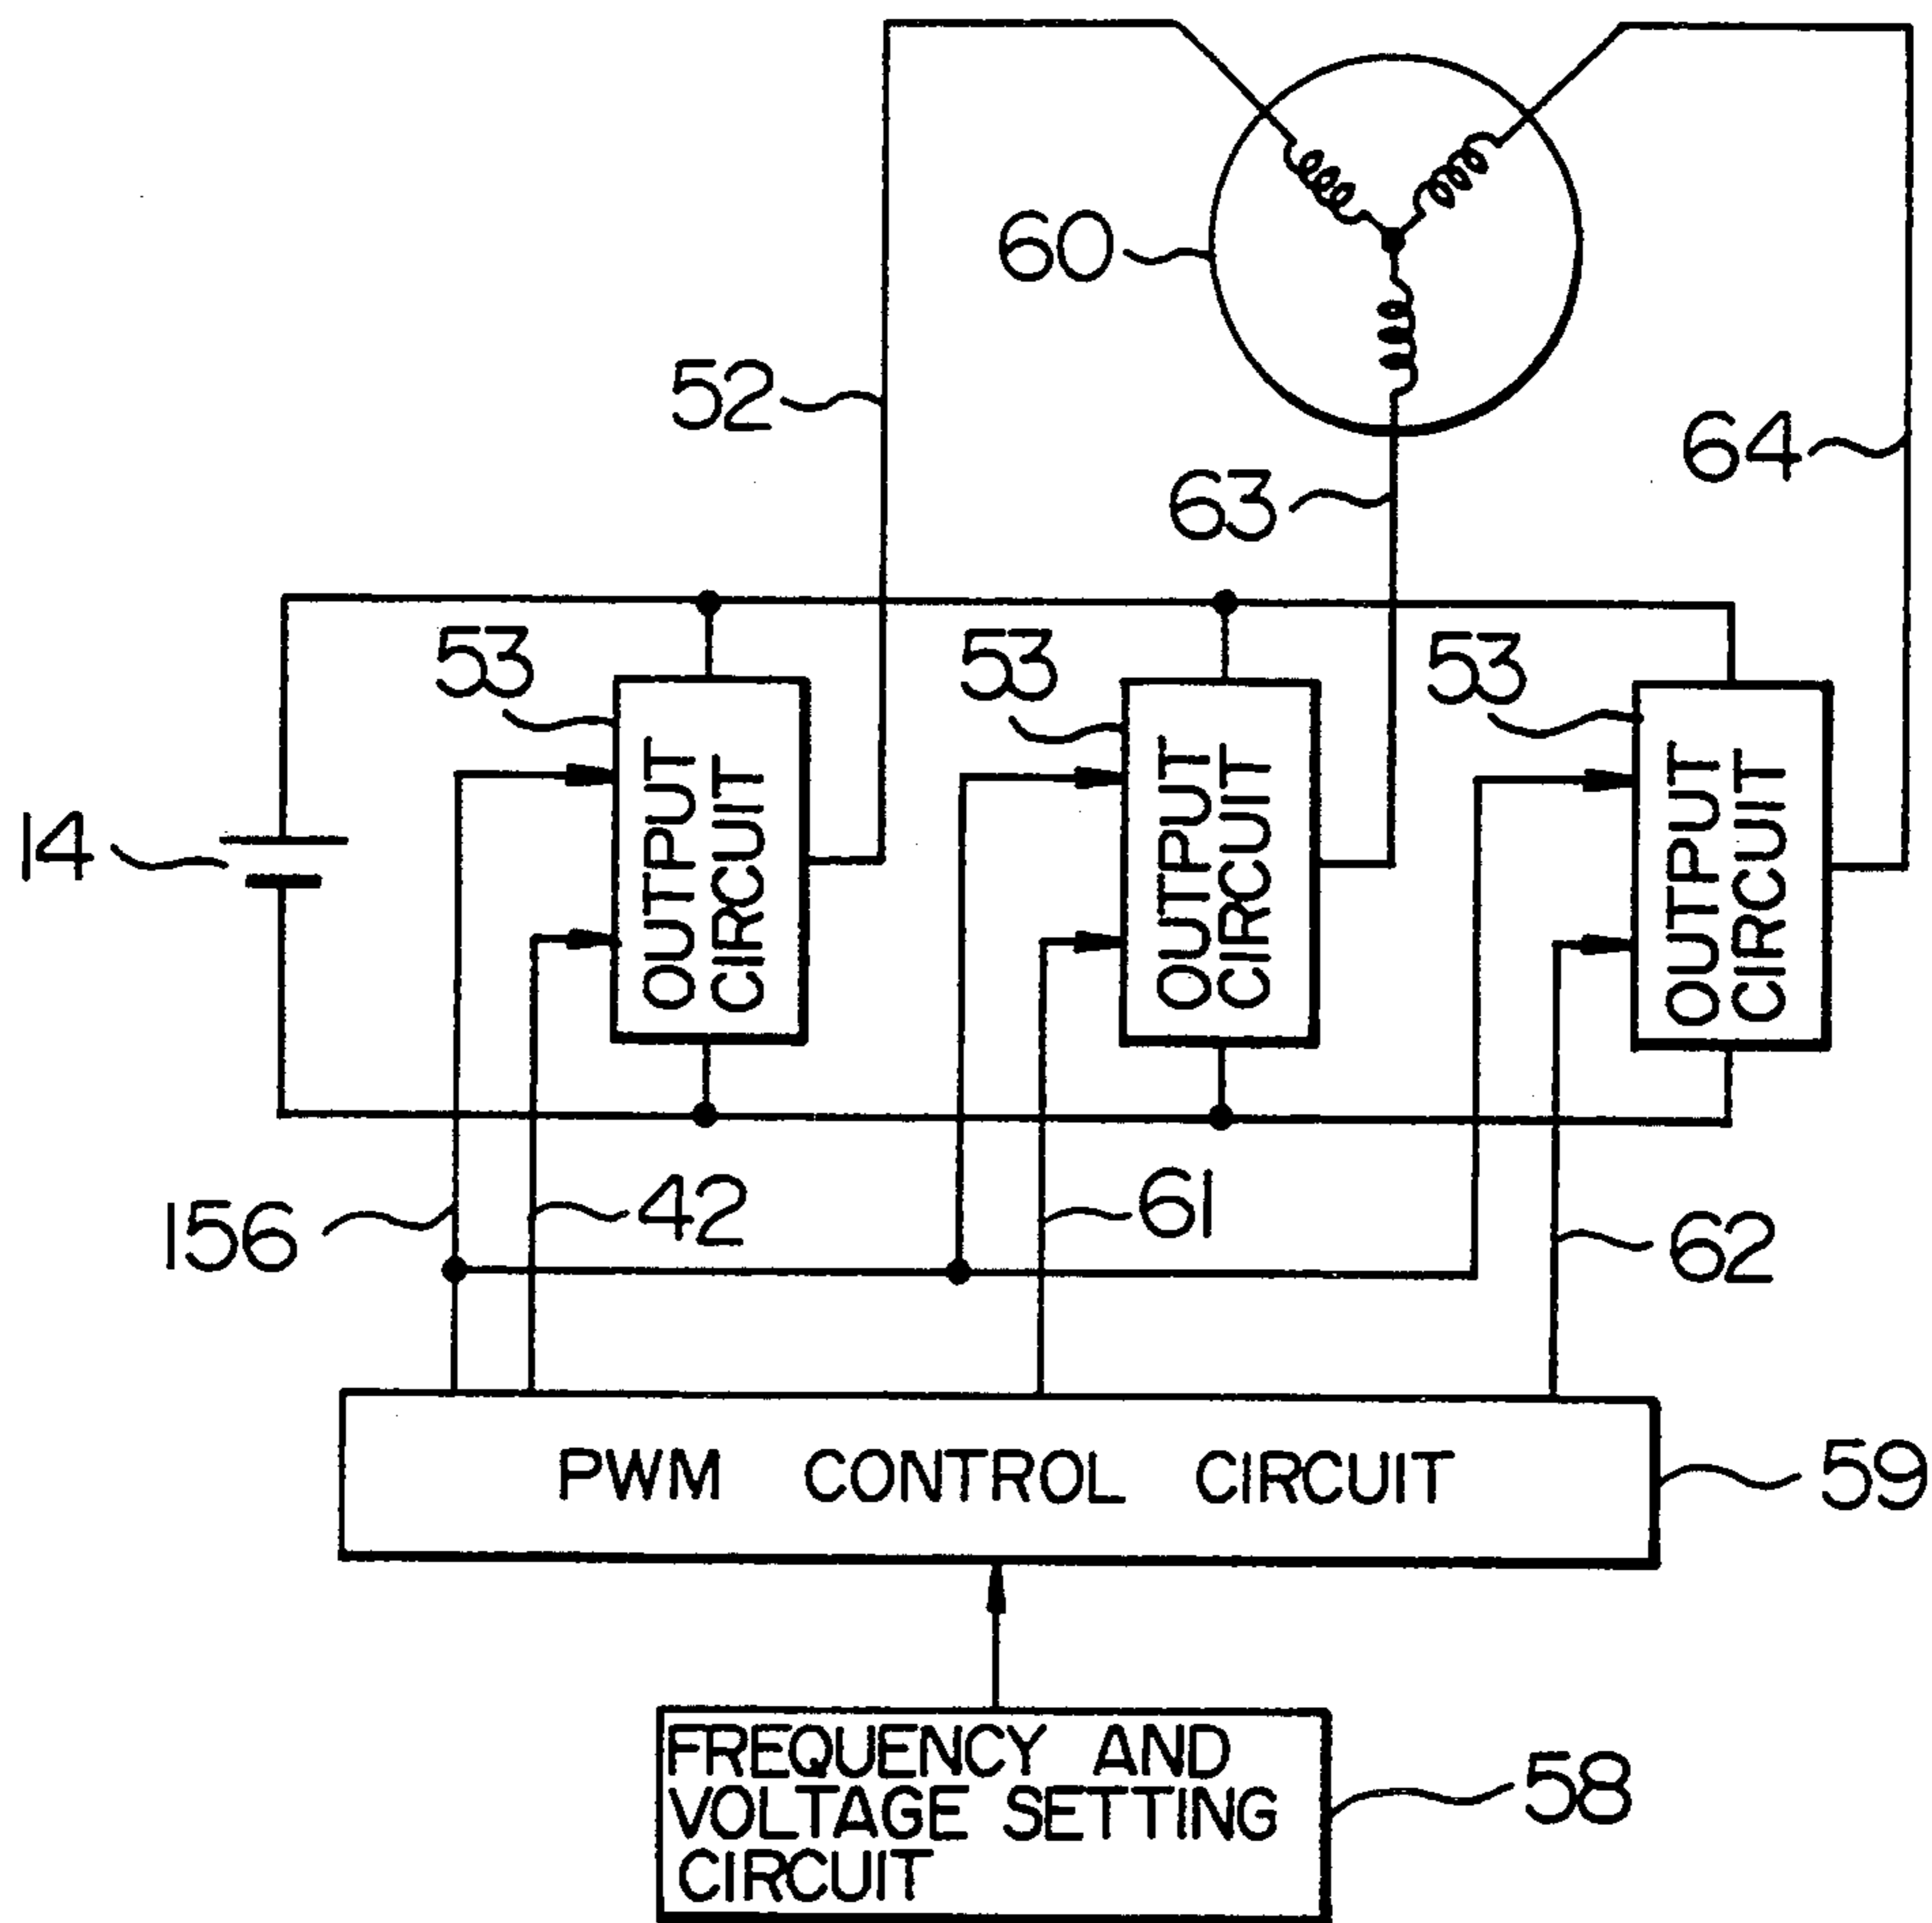 60
52
64
63
53
53
53
OUTPUT
CIRCUIT
OUTPUT
CIRCUIT
OUTPUT
CIRCUIT
14
156
42
61
62
PWM CONTROL CIRCUIT
59
FREQUENCY AND
VOLTAGE SETTING
CIRCUIT
58